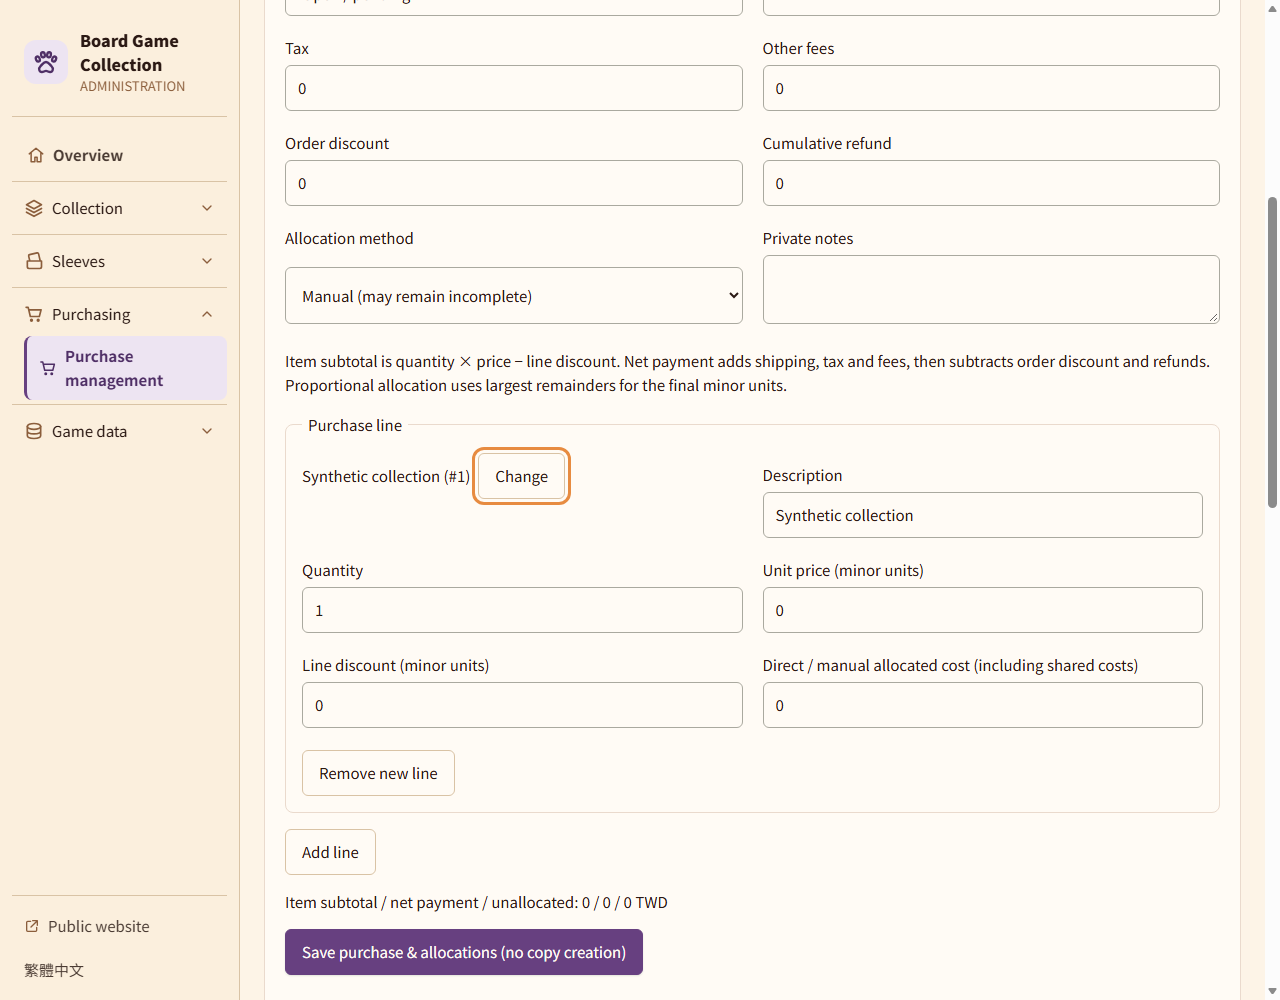 Board Game
Collection
ADMINISTRATION
Overview
Collection
Sleeves
Purchasing
Purchase
management
Game data
Public website
繁體中文
Tax
Other fees
0
0
Order discount
Cumulative refund
0
0
Allocation method
Private notes
Manual (may remain incomplete)
Item subtotal is quantity × price − line discount. Net payment adds shipping, tax and fees, then subtracts order discount and refunds.
Proportional allocation uses largest remainders for the final minor units.
Purchase line
Synthetic collection (#1)
Change
Description
Synthetic collection
Quantity
Unit price (minor units)
1
0
Line discount (minor units)
Direct / manual allocated cost (including shared costs)
0
0
Remove new line
Add line
Item subtotal / net payment / unallocated: 0 / 0 / 0 TWD
Save purchase & allocations (no copy creation)